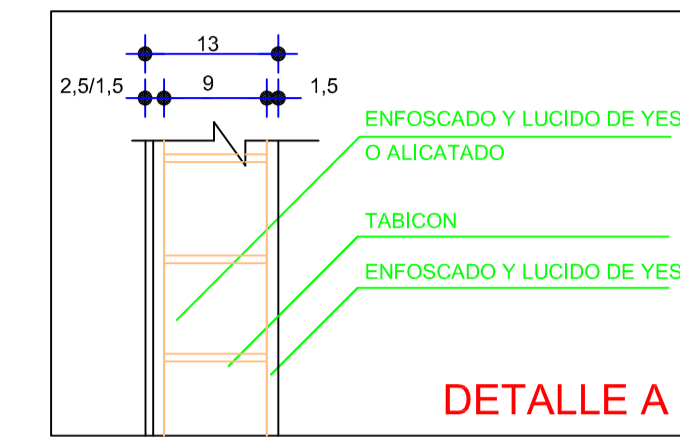 13
2,5/1,5 9 1,5
ENFOSCADO Y LUCIDO DE YES
O ALICATADO
TABICON
ENFOSCADO Y LUCIDO DE YES
DETALLE A